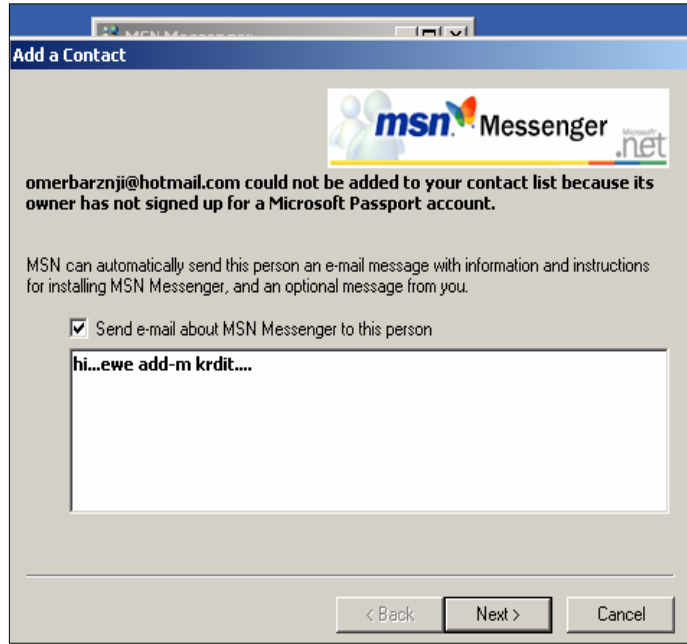 MSN Messenger
Add a Contact
msn Messenger
Microsoft
.net
omerbarznji@hotmail.com could not be added to your contact list because its
owner has not signed up for a Microsoft Passport account.
MSN can automatically send this person an e-mail message with information and instructions
for installing MSN Messenger, and an optional message from you.
Send e-mail about MSN Messenger to this person
hi...ewe add-m krdit....
< Back
Next >
Cancel